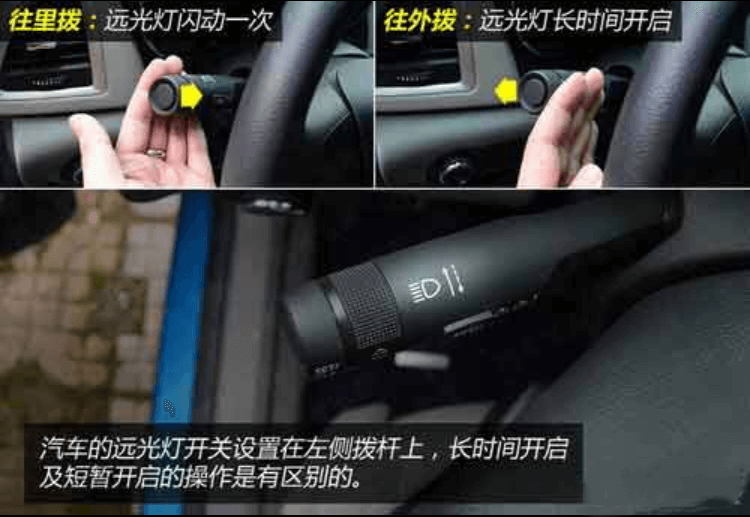 往里拨：远光灯闪动一次
往外拨：远光灯长时间开启
汽车的远光灯开关设置在左侧拨杆上，长时间开启
及短暂开启的操作是有区别的。